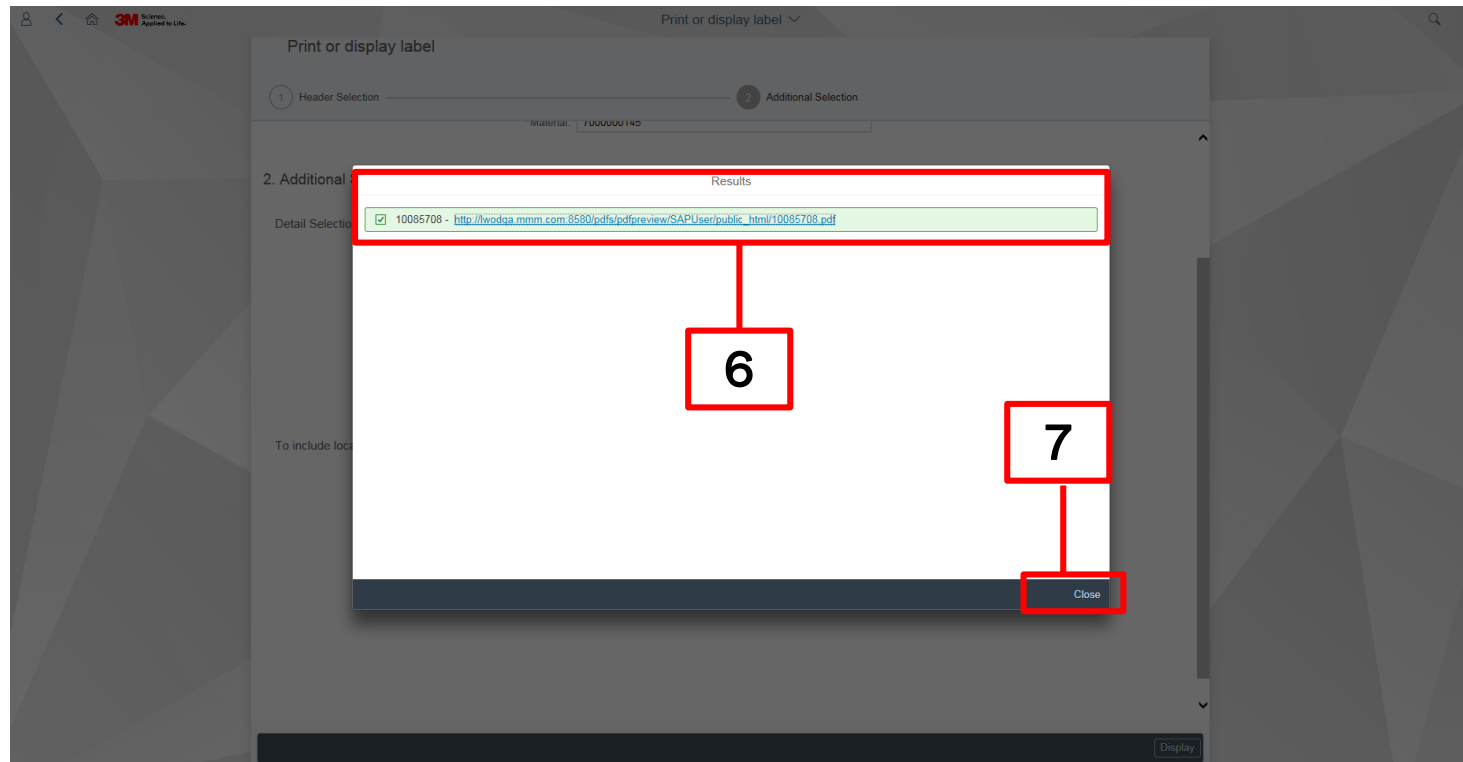 3M Science.
Applied to Life.
Print or display label
Print or display label
1 Header Selection
2 Additional Selection
Material: 7000000145
2. Additional
Results
Detail Selectio
10085708 - http://lwodqa.mmm.com:8580/pdfs/pdfpreview/SAPUser/public_html/10085708.pdf
6
7
To include loca
Close
Display